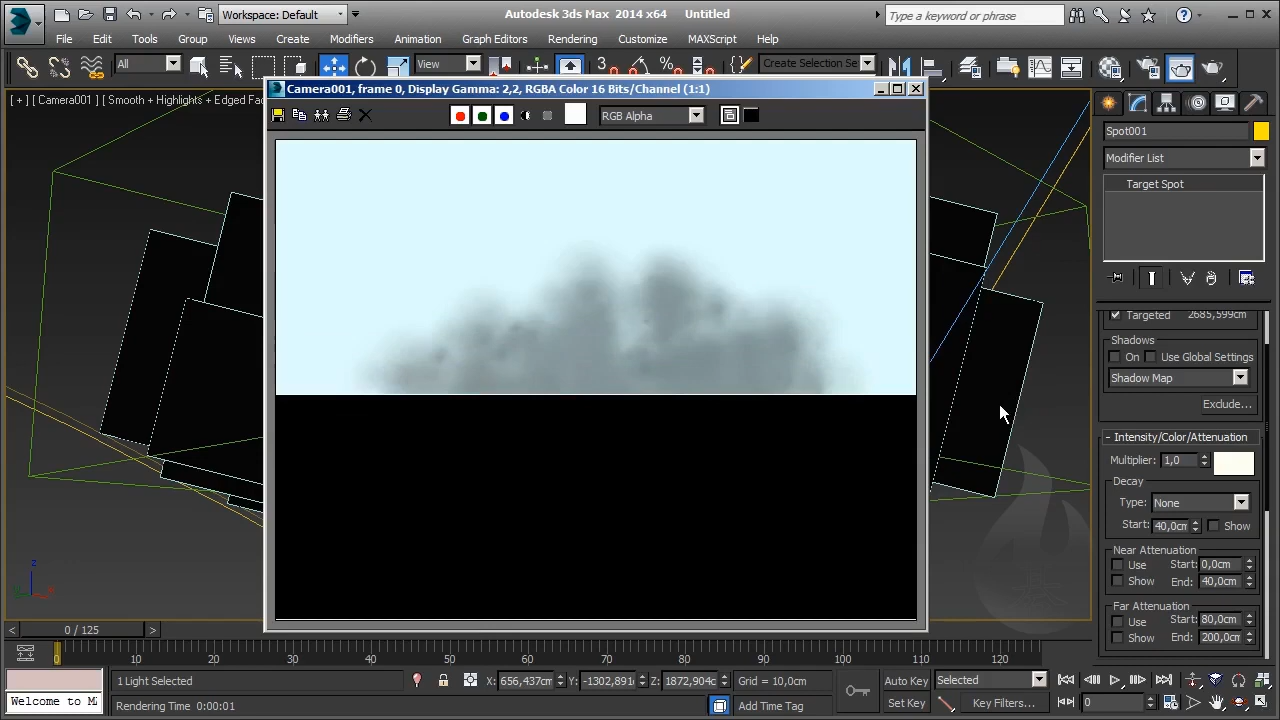 Workspace: Default
Autodesk 3ds Max 2014 x64 Untitled
Type a keyword or phrase
File Edit Tools Group Views Create Modifiers Animation Graph Editors Rendering Customize MAXScript Help
All
View
3
Create Selection Se
[ + ] [ Camera001 ] [ Smooth + Highlights + Edged Fa
Camera001, frame 0, Display Gamma: 2,2, RGBA Color 16 Bits/Channel (1:1)
RGB Alpha
Spot001
Modifier List
Target Spot
Targeted 2685,599cm
Shadows
On Use Global Settings
Shadow Map
Exclude...
- Intensity/Color/Attenuation
Multiplier: 1,0
Decay
Type: None
Start: 40,0cm Show
Near Attenuation
Use Start: 0,0cm
Show End: 40,0cm
Far Attenuation
Use Start: 80,0cm
Show End: 200,0cm
z
< 0 / 125 >
0 10 20 30 40 50 60 70 80 90 100 110 120
1 Light Selected
X: 656,437cm Y: -1302,891 Z: 1872,904c Grid = 10,0cm
Auto Key Selected
Welcome to M
Rendering Time 0:00:01
Add Time Tag
Set Key Key Filters... 0